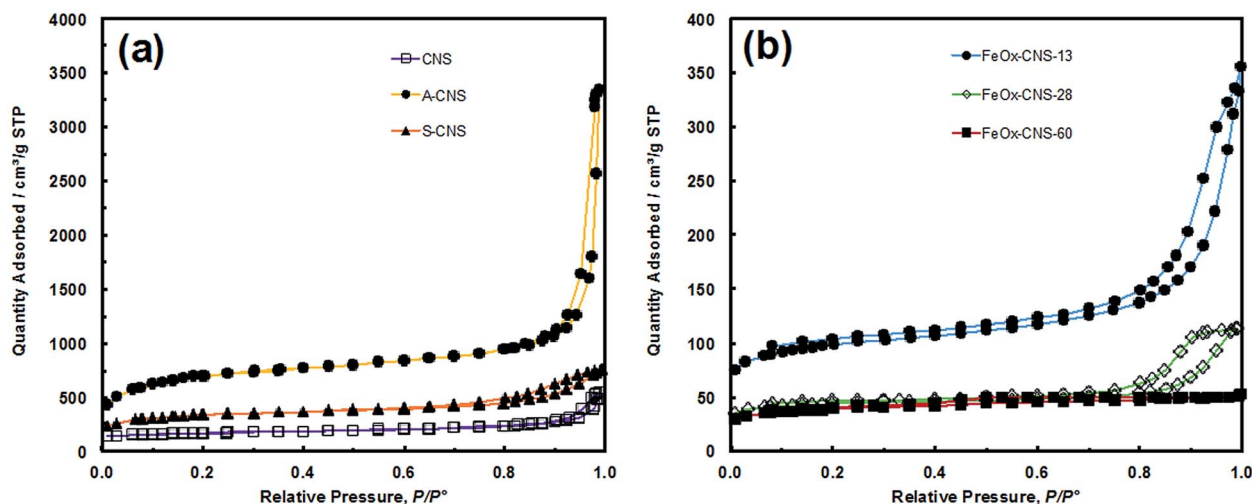 (a)
CNS
A-CNS
S-CNS
4000
3500
3000
2500
2000
1500
1000
500
0
0.0 0.2 0.4 0.6 0.8 1.0
Quantity Adsorbed / cm³/g STP
Relative Pressure, P/P°
(b)
FeOx-CNS-13
FeOx-CNS-28
FeOx-CNS-60
400
350
300
250
200
150
100
50
0
0.0 0.2 0.4 0.6 0.8 1.0
Quantity Adsorbed / cm³/g STP
Relative Pressure, P/P°